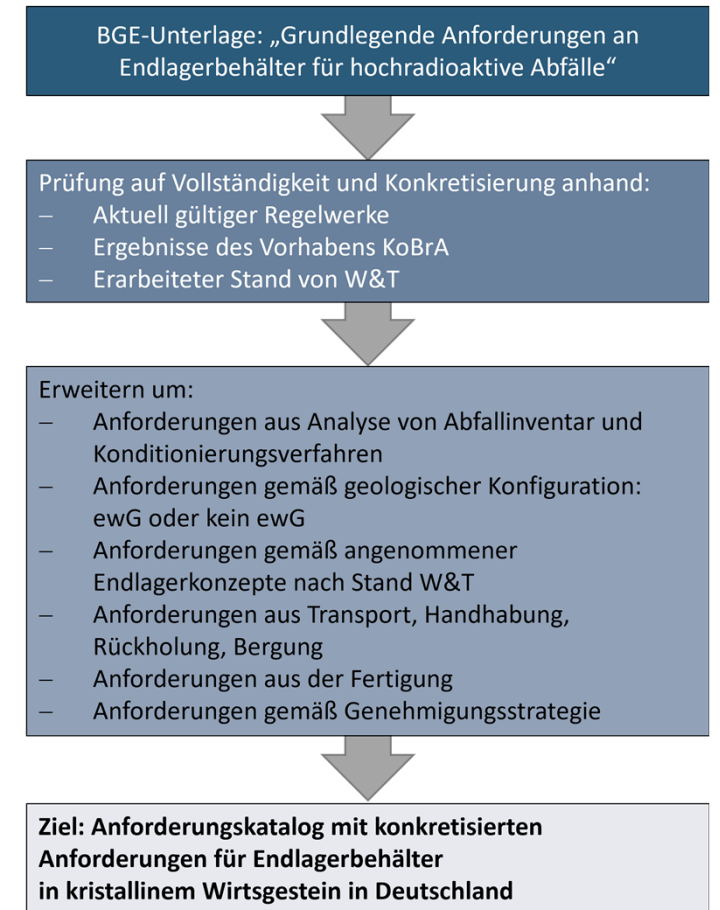 BGE-Unterlage: „Grundlegende Anforderungen an
Endlagerbehälter für hochradioaktive Abfälle“
Prüfung auf Vollständigkeit und Konkretisierung anhand:
– Aktuell gültiger Regelwerke
– Ergebnisse des Vorhabens KoBrA
– Erarbeiteter Stand von W&T
Erweitern um:
– Anforderungen aus Analyse von Abfallinventar und
Konditionierungsverfahren
– Anforderungen gemäß geologischer Konfiguration:
ewG oder kein ewG
– Anforderungen gemäß angenommener
Endlagerkonzepte nach Stand W&T
– Anforderungen aus Transport, Handhabung,
Rückholung, Bergung
– Anforderungen aus der Fertigung
– Anforderungen gemäß Genehmigungsstrategie
Ziel: Anforderungskatalog mit konkretisierten
Anforderungen für Endlagerbehälter
in kristallinem Wirtsgestein in Deutschland